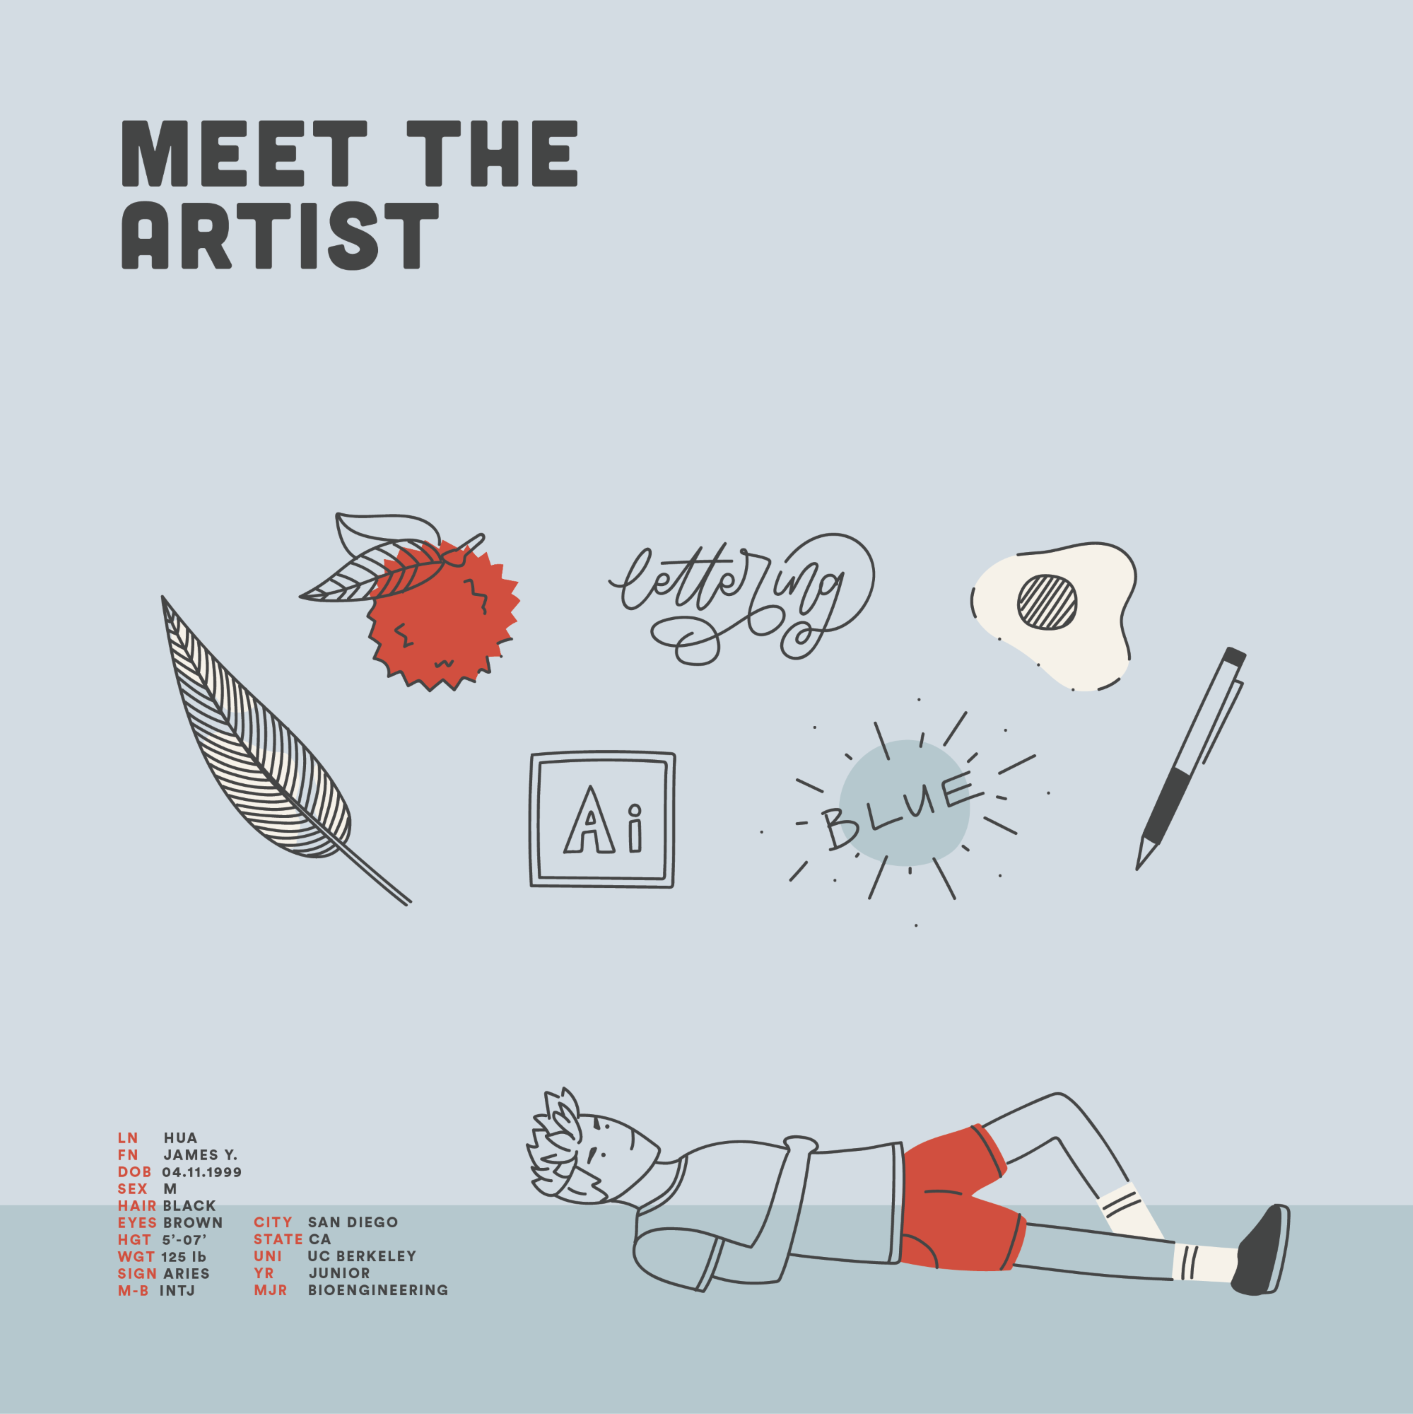 MEET THE
ARTIST
lettering
Ai
BLUE
LN HUA
FN JAMES Y.
DOB 04.11.1999
SEX M
HAIR BLACK
EYES BROWN
HGT 5'-07'
WGT 125 lb
SIGN ARIES
M-B INTJ
CITY SAN DIEGO
STATE CA
UNI UC BERKELEY
YR JUNIOR
MJR BIOENGINEERING